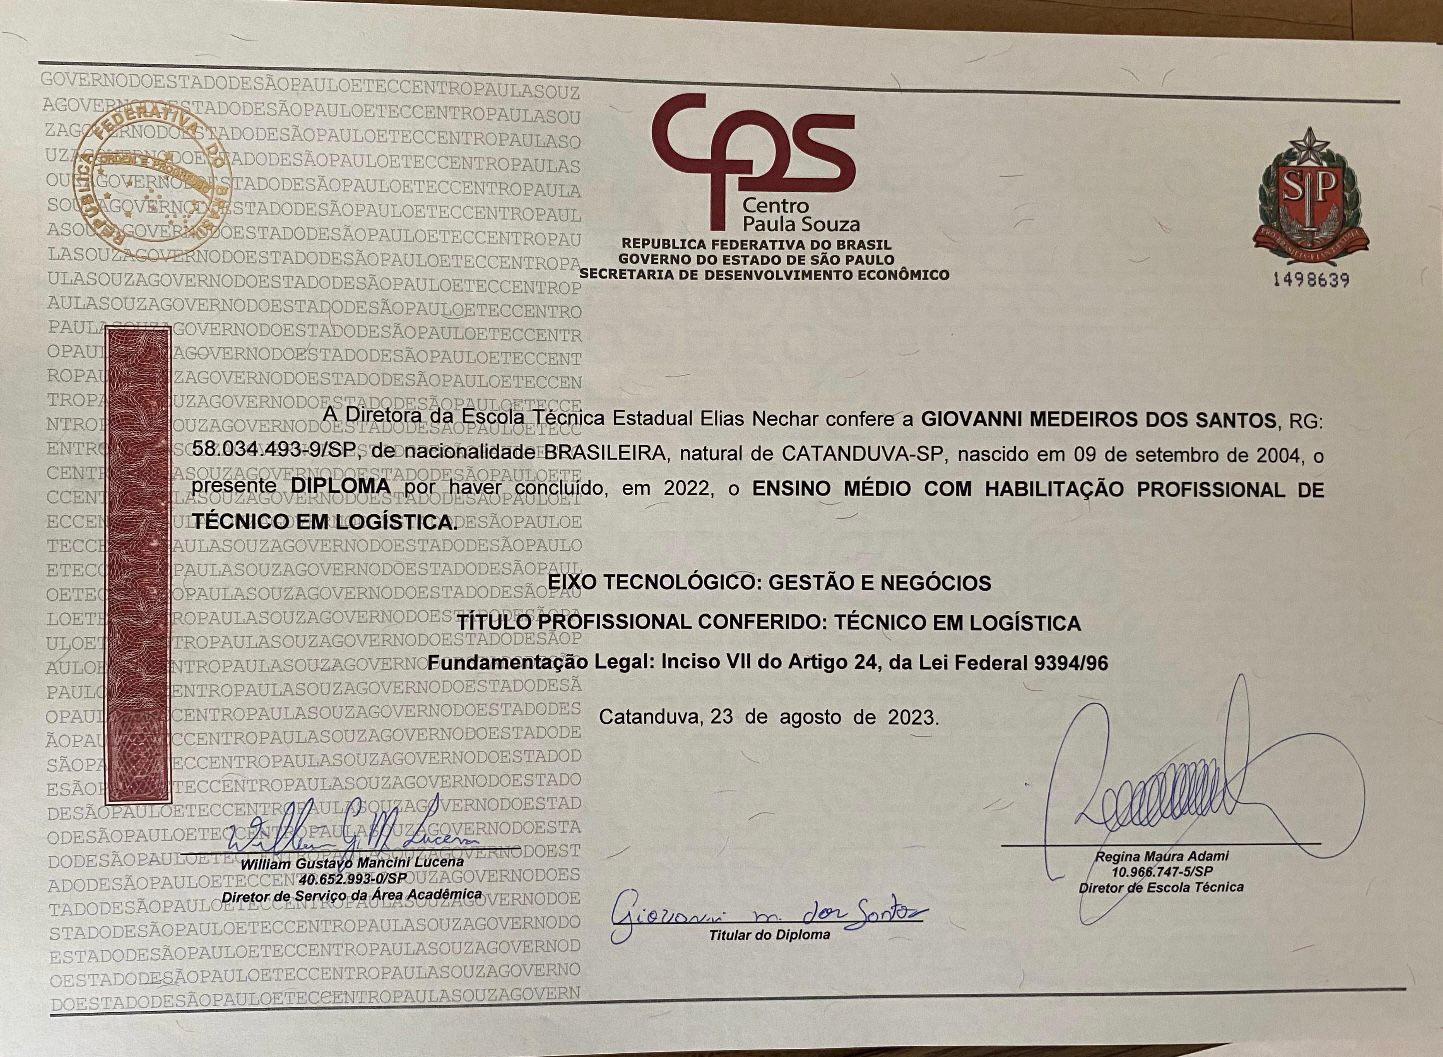 REPÚBLICA FEDERATIVA DO BRASIL
ORDEM E PROGRESSO
CPS
Centro
Paula Souza
REPUBLICA FEDERATIVA DO BRASIL
GOVERNO DO ESTADO DE SÃO PAULO
SECRETARIA DE DESENVOLVIMENTO ECONÔMICO
SP
1498639
A Diretora da Escola Técnica Estadual Elias Nechar confere a GIOVANNI MEDEIROS DOS SANTOS, RG:
58.034.493-9/SP, de nacionalidade BRASILEIRA, natural de CATANDUVA-SP, nascido em 09 de setembro de 2004, o
presente DIPLOMA por haver concluído, em 2022, o ENSINO MÉDIO COM HABILITAÇÃO PROFISSIONAL DE
TÉCNICO EM LOGÍSTICA.
EIXO TECNOLÓGICO: GESTÃO E NEGÓCIOS
TÍTULO PROFISSIONAL CONFERIDO: TÉCNICO EM LOGÍSTICA
Fundamentação Legal: Inciso VII do Artigo 24, da Lei Federal 9394/96
Catanduva, 23 de agosto de 2023.
William G. M. Lucena
William Gustavo Mancini Lucena
40.652.993-0/SP
Diretor de Serviço da Área Acadêmica
Giovanni m. dos Santos
Titular do Diploma
Regina Maura Adami
10.966.747-5/SP
Diretor de Escola Técnica